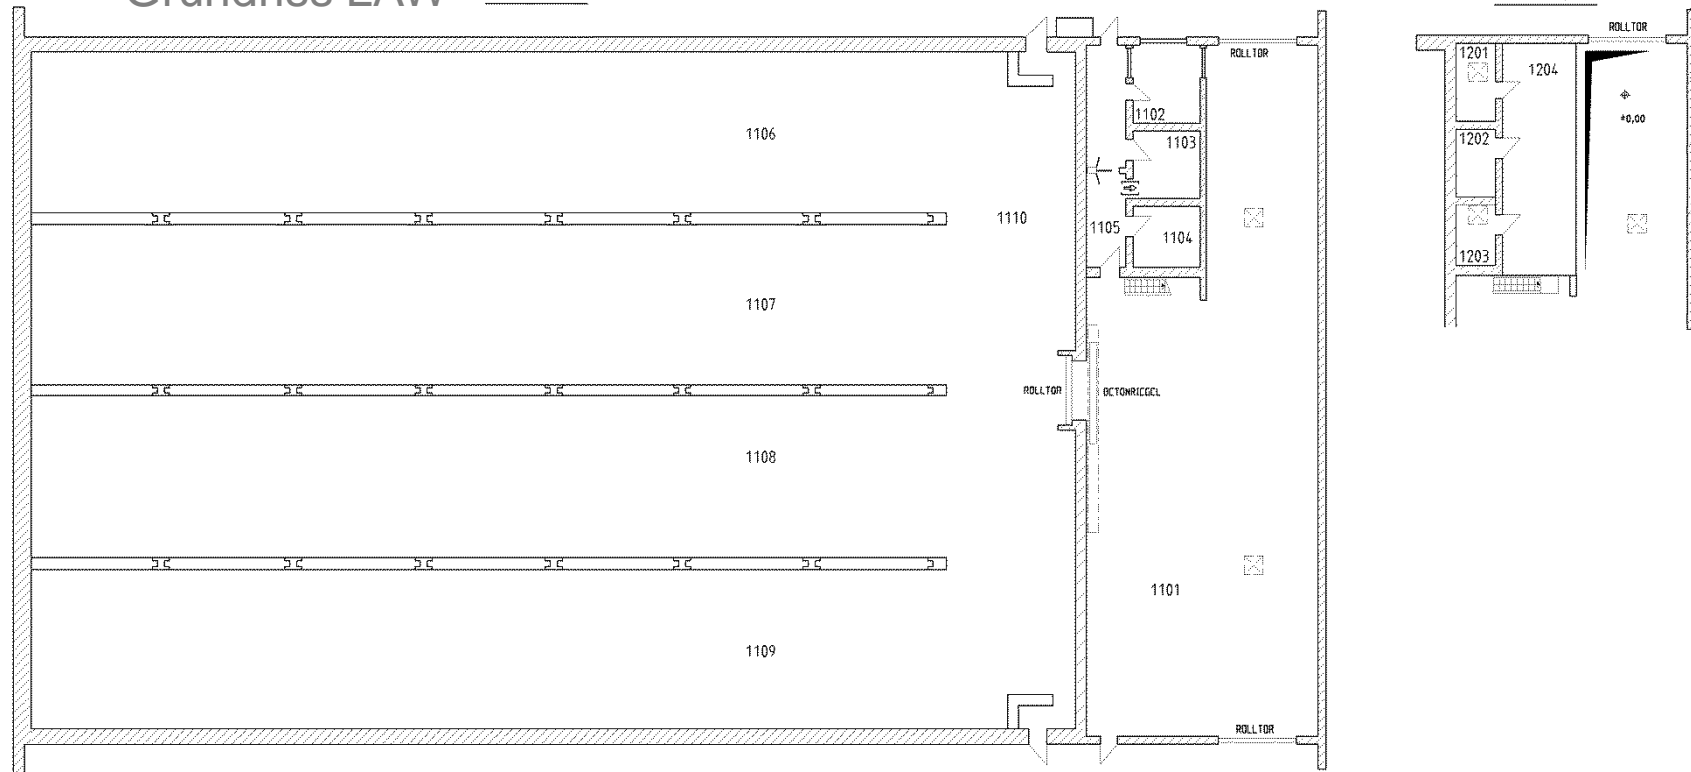 Grundriss LAW
ROLLTOR
ROLLTOR
1201
1204
1106
1102
1103
±0,00
1202
1110
1105
1104
1203
1107
ROLLTOR
BETONRIEGEL
1108
1101
1109
ROLLTOR